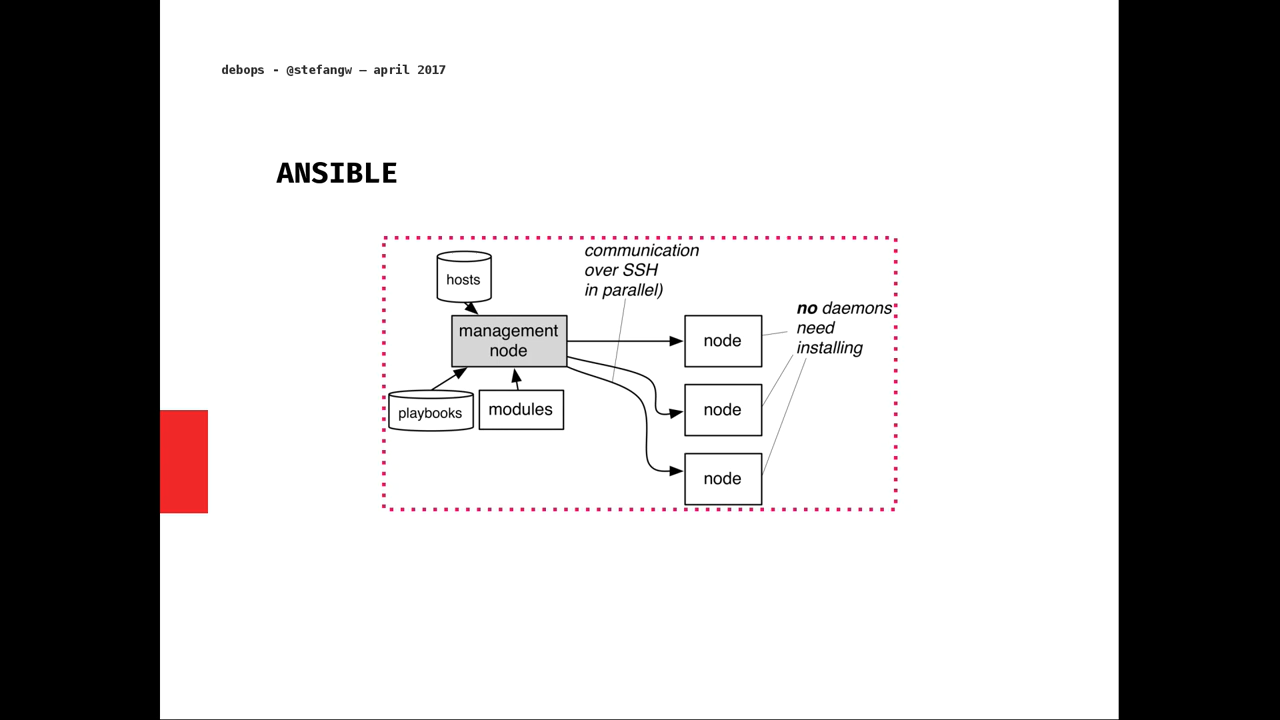 debops - @stefangw – april 2017
ANSIBLE
communication
over SSH
in parallel)
hosts
no daemons
need
installing
management
node
node
playbooks
modules
node
node